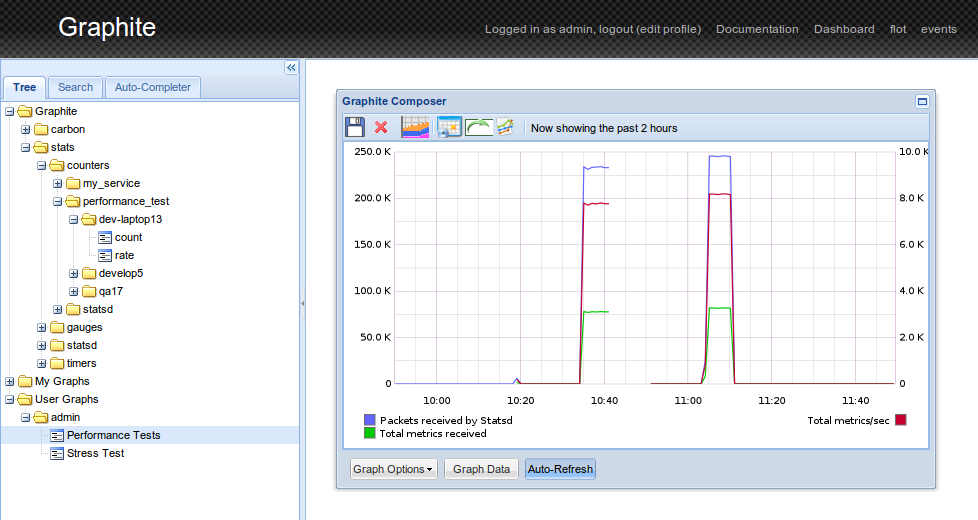 Graphite
Logged in as admin, logout (edit profile) Documentation Dashboard flot events
Tree Search Auto-Completer
Graphite
carbon
stats
counters
my_service
performance_test
dev-laptop13
count
rate
develop5
qa17
statsd
gauges
statsd
timers
My Graphs
User Graphs
admin
Performance Tests
Stress Test
Graphite Composer
Now showing the past 2 hours
250.0 K 10.0 K
200.0 K 8.0 K
150.0 K 6.0 K
100.0 K 4.0 K
50.0 K 2.0 K
0 0
10:00 10:20 10:40 11:00 11:20 11:40
Packets received by Statsd Total metrics/sec
Total metrics received
Graph Options Graph Data Auto-Refresh